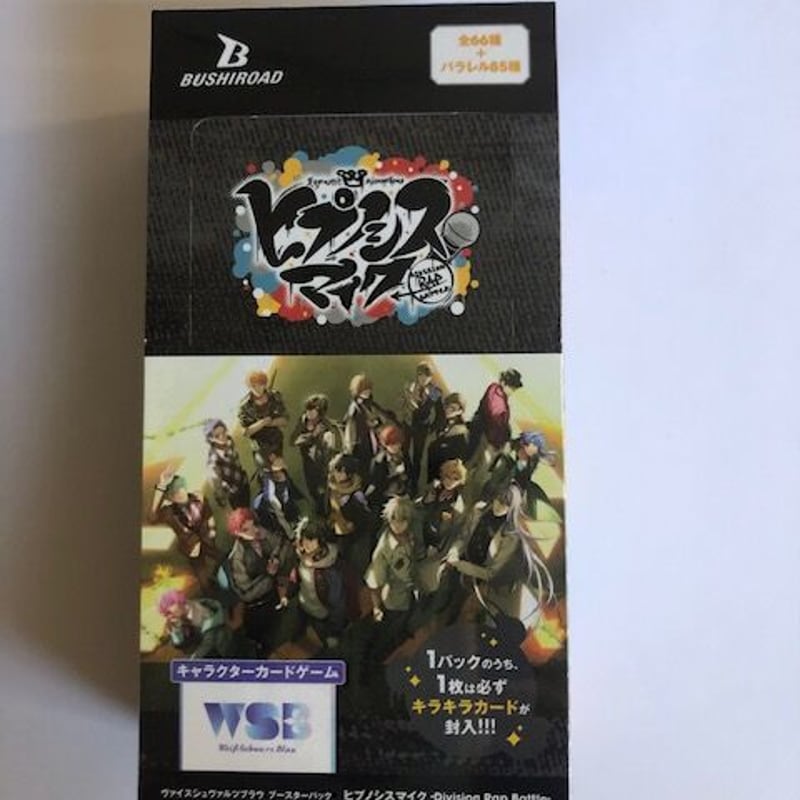 BUSHIROAD
全66種
+
パラレル85種
ヒプノシス
マイク
RAP
キャラクターカードゲーム
1パックのうち、
1枚は必ず
キラキラカードが
封入!!!
WSB
Weiß Schwarz Blau
ヴァイスシュヴァルツブラウ ブースターパック ヒプノシスマイク -Division Rap Battle-